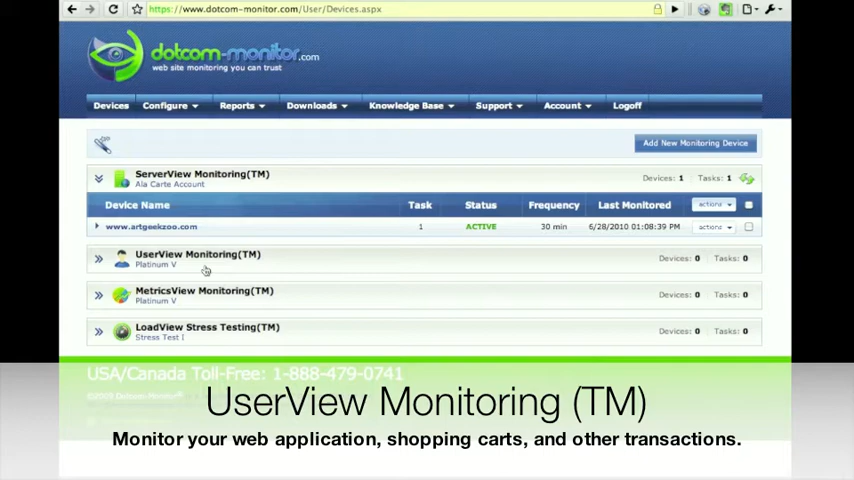 https://www.dotcom-monitor.com/User/Devices.aspx
dotcom-monitor.com
web site monitoring you can trust
Devices Configure Reports Downloads Knowledge Base Support Account Logoff
Add New Monitoring Device
ServerView Monitoring(TM)
Ala Carte Account
Devices: 1 Tasks: 1
Device Name Task Status Frequency Last Monitored actions
www.artgeekzoo.com 1 ACTIVE 30 min 6/28/2010 01:08:39 PM actions
UserView Monitoring(TM)
Platinum V
Devices: 0 Tasks: 0
MetricsView Monitoring(TM)
Platinum V
Devices: 0 Tasks: 0
LoadView Stress Testing(TM)
Stress Test I
Devices: 0 Tasks: 0
USA/Canada Toll-Free: 1-888-479-0741
UserView Monitoring (TM)
Monitor your web application, shopping carts, and other transactions.